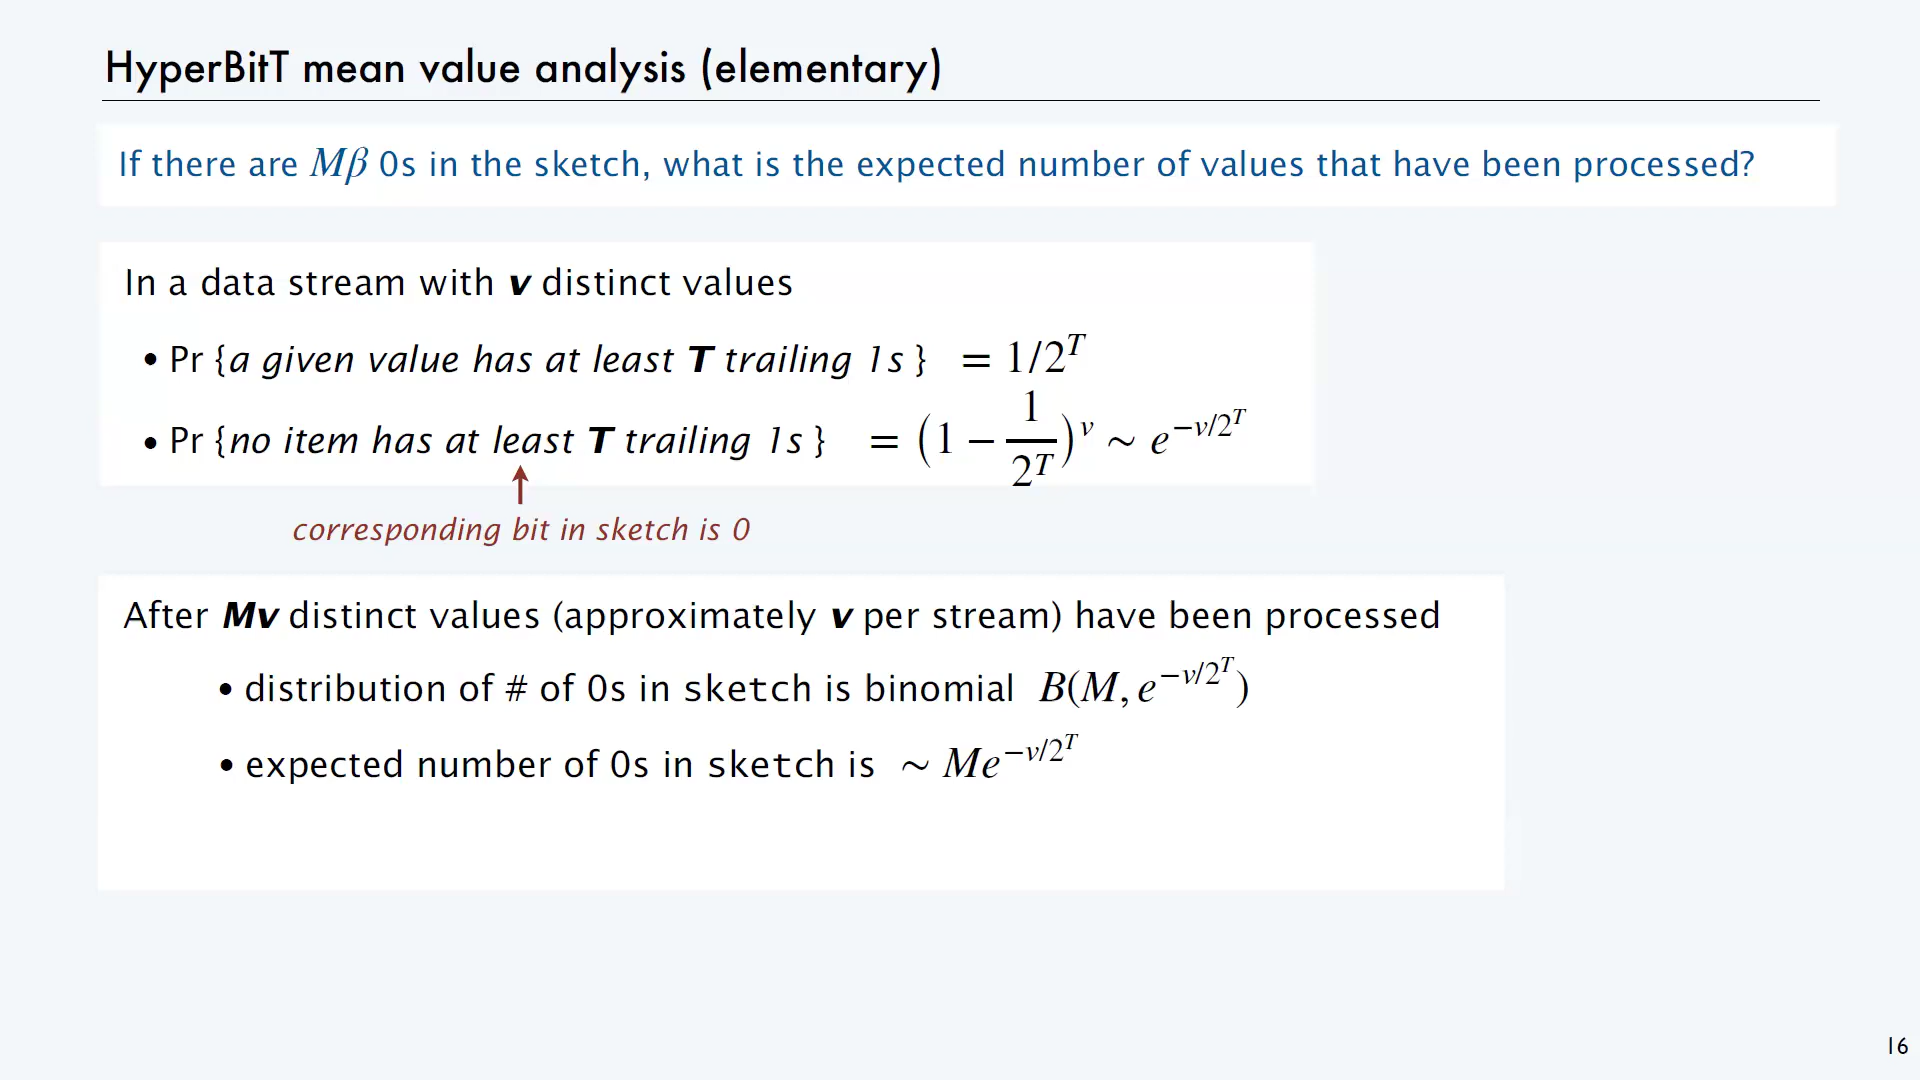 HyperBitT mean value analysis (elementary)
If there are Mβ 0s in the sketch, what is the expected number of values that have been processed?
In a data stream with v distinct values
• Pr {a given value has at least T trailing 1s } = 1/2^T
• Pr {no item has at least T trailing 1s } = (1 − 1/2^T)^v ∼ e^{−v/2^T}
corresponding bit in sketch is 0
After Mv distinct values (approximately v per stream) have been processed
• distribution of # of 0s in sketch is binomial B(M, e^{−v/2^T})
• expected number of 0s in sketch is ∼ Me^{−v/2^T}
16